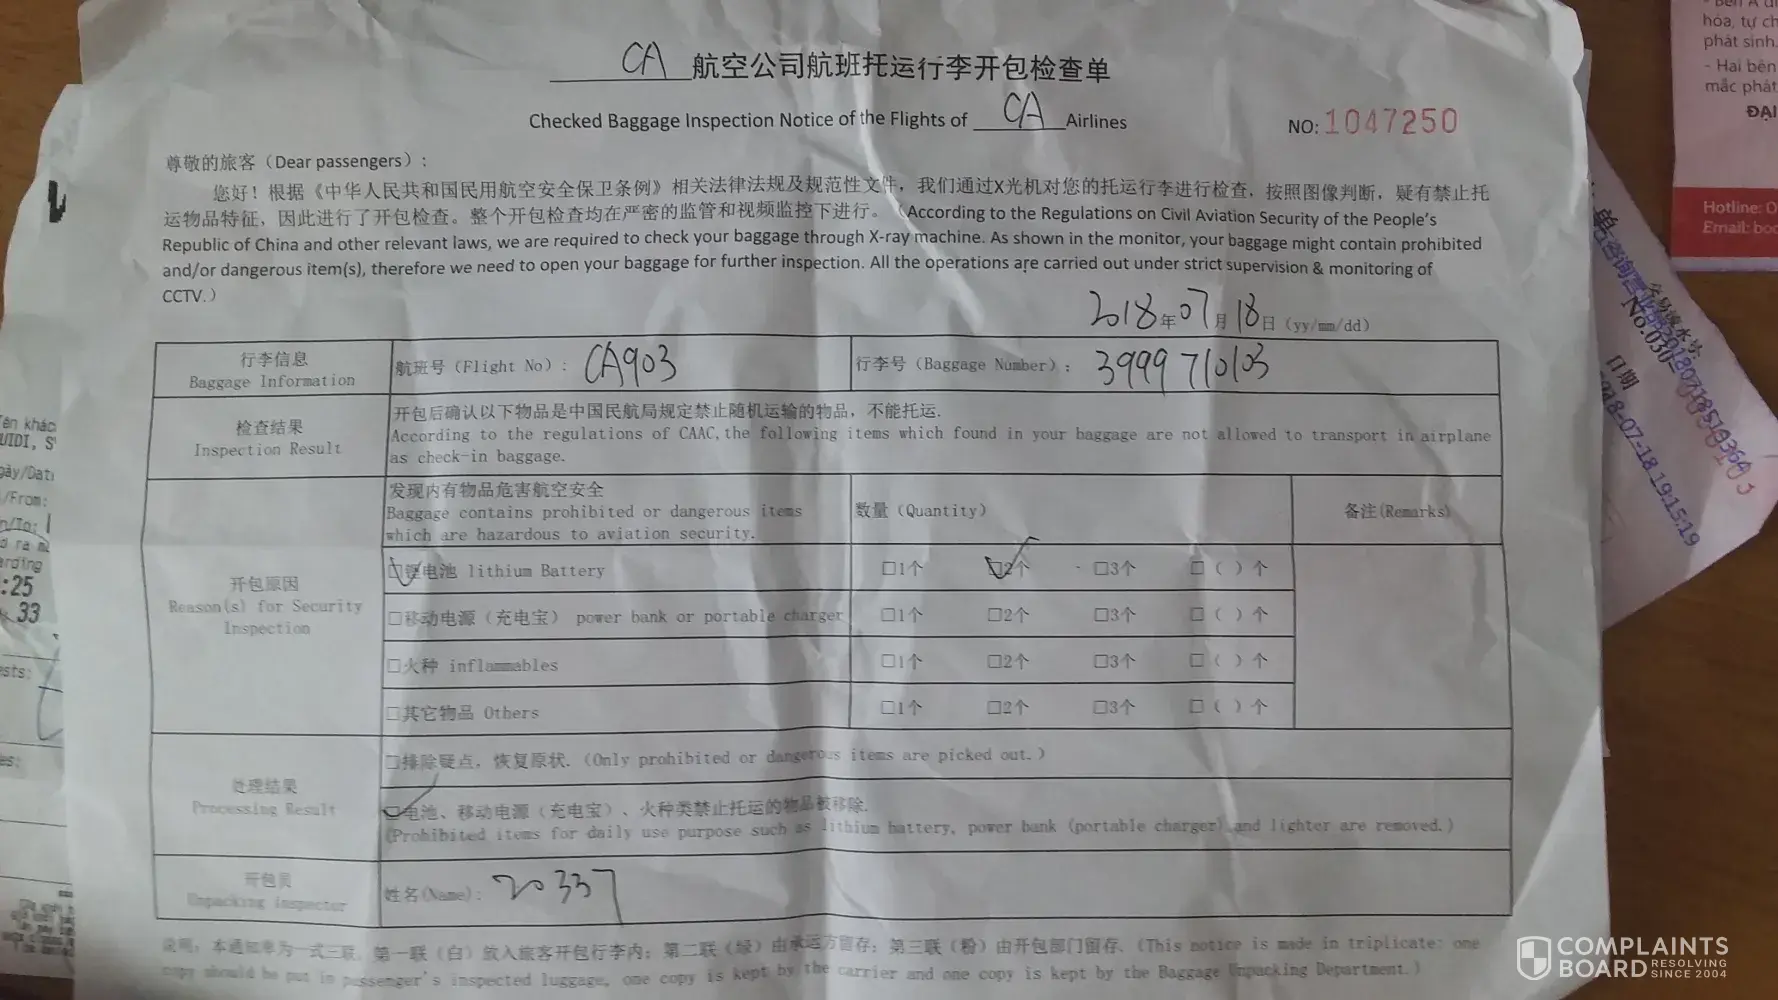 CA 航空公司航班托运行李开包检查单
Checked Baggage Inspection Notice of the Flights of CA Airlines
NO: 1047250
尊敬的旅客（Dear passengers）:
您好！根据《中华人民共和国民用航空安全保卫条例》相关法律法规及规范性文件，我们通过X光机对您的托运行李进行检查，按照图像判断，疑有禁止托
运物品特征，因此进行了开包检查。整个开包检查均在严密的监管和视频监控下进行。（According to the Regulations on Civil Aviation Security of the People's
Republic of China and other relevant laws, we are required to check your baggage through X-ray machine. As shown in the monitor, your baggage might contain prohibited
and/or dangerous item(s), therefore we need to open your baggage for further inspection. All the operations are carried out under strict supervision & monitoring of
CCTV.）
2018年07月18日（yy/mm/dd）
行李信息
Baggage Information
航班号（Flight No）: CA903
行李号（Baggage Number）: 3999710103
检查结果
Inspection Result
开包后确认以下物品是中国民航局规定禁止随机运输的物品，不能托运.
According to the regulations of CAAC, the following items which found in your baggage are not allowed to transport in airplane
as check-in baggage.
开包原因
Reason(s) for Security
Inspection
发现内有物品危害航空安全
Baggage contains prohibited or dangerous items
which are hazardous to aviation security.
数量（Quantity）
备注(Remarks)
☑锂电池 lithium Battery □1个 ☑2个 □3个 □（ ）个
□移动电源（充电宝） power bank or portable charger □1个 □2个 □3个 □（ ）个
□火种 inflammables □1个 □2个 □3个 □（ ）个
□其它物品 Others □1个 □2个 □3个 □（ ）个
处理结果
Processing Result
□排除疑点，恢复原状.（Only prohibited or dangerous items are picked out.）
☑电池、移动电源（充电宝）、火种类禁止托运的物品被移除.
(Prohibited items for daily use purpose such as lithium battery, power bank (portable charger) and lighter are removed.)
开包员
Unpacking inspector
姓名(Name): 20337
说明：本通知单为一式三联，第一联（白）放入旅客开包行李内；第二联（绿）由承运方留存；第三联（粉）由开包部门留存.（This notice is made in triplicate: one
copy should be put in passenger's inspected luggage, one copy is kept by the carrier and one copy is kept by the Baggage Unpacking Department.）
hóa, tự ch
phát sinh.
- Hai bên
mắc phát
ĐẠI
Hotline: 0
Email: boo
No:030
日期
2018-07-18 19:15:19
/From:
:25
33
COMPLAINTS
BOARD RESOLVING
SINCE 2004